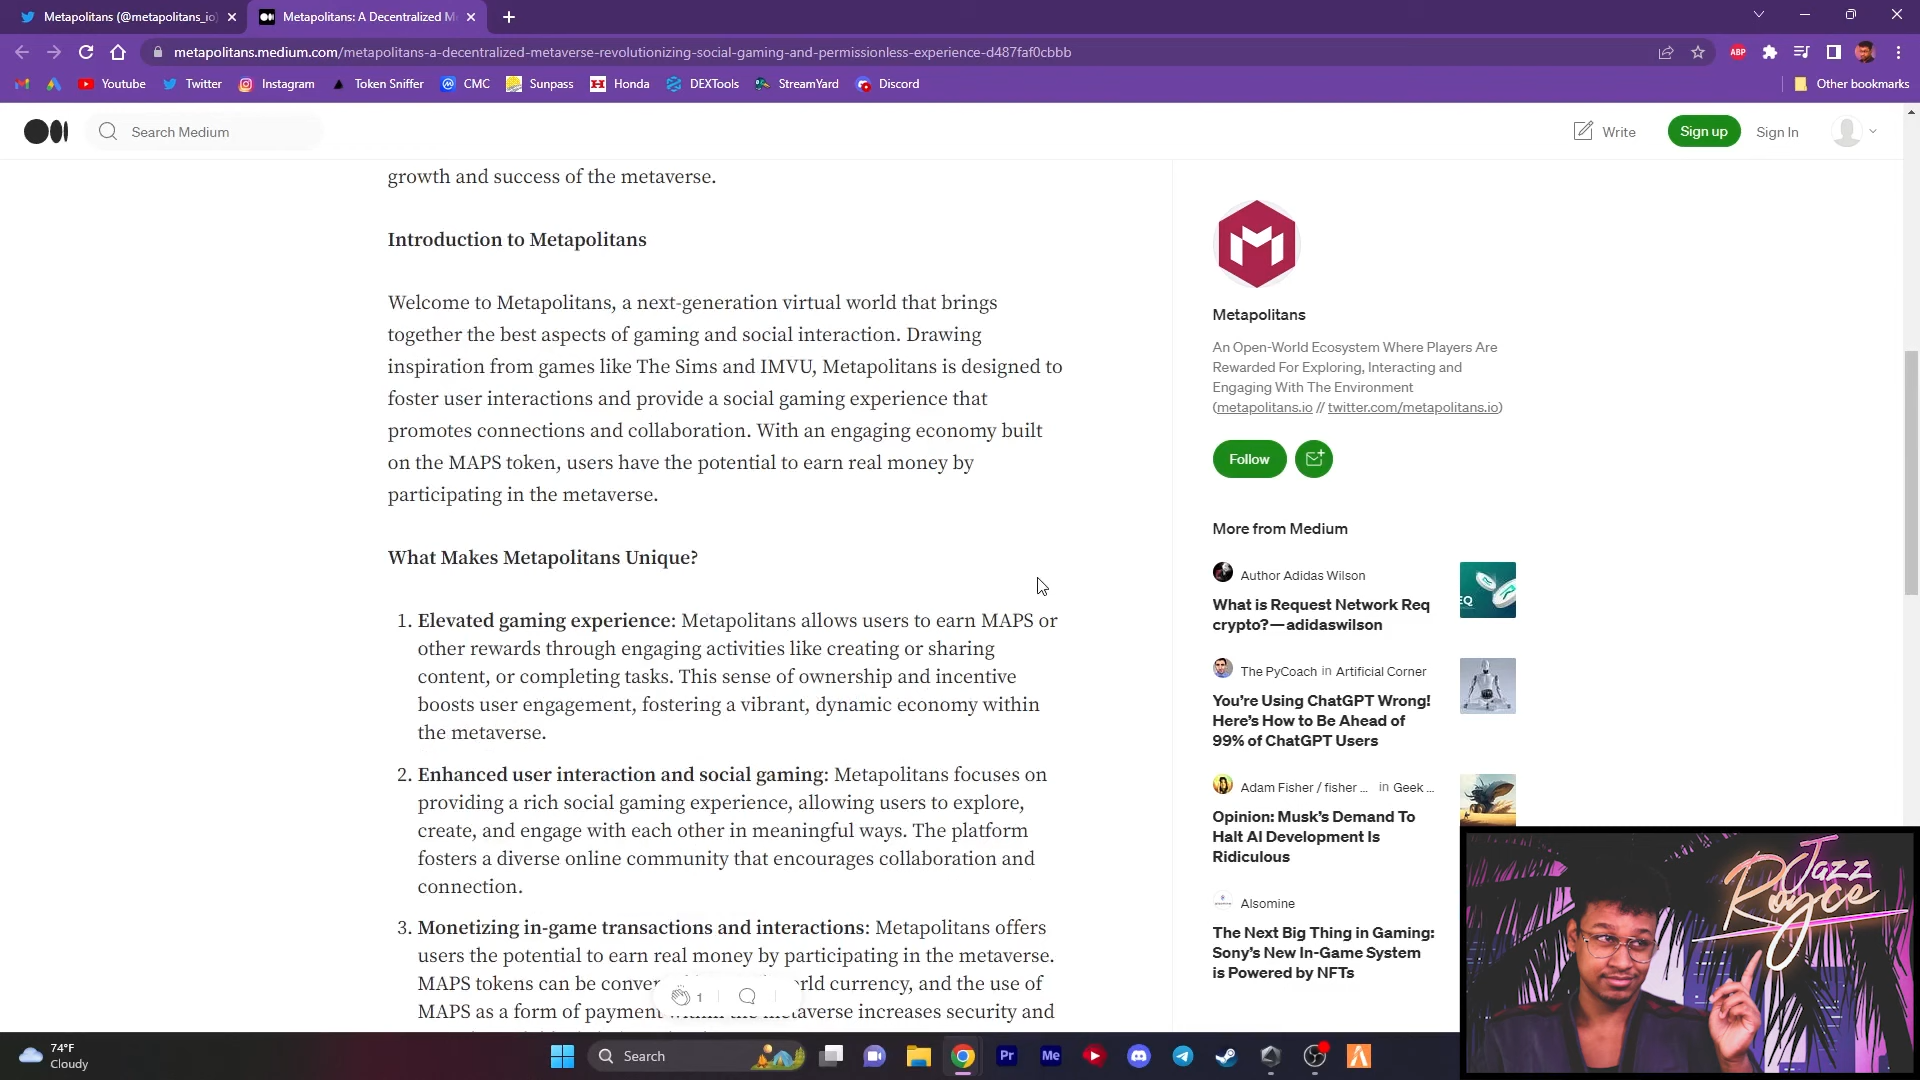 Metapolitans (@metapolitans_io)
Metapolitans: A Decentralized M
metapolitans.medium.com/metapolitans-a-decentralized-metaverse-revolutionizing-social-gaming-and-permissionless-experience-d487faf0cbbb
ABP
Youtube Twitter Instagram Token Sniffer CMC Sunpass Honda DEXTools StreamYard Discord Other bookmarks
Search Medium
Write
Sign up
Sign In
growth and success of the metaverse.
Introduction to Metapolitans
Welcome to Metapolitans, a next-generation virtual world that brings
together the best aspects of gaming and social interaction. Drawing
inspiration from games like The Sims and IMVU, Metapolitans is designed to
foster user interactions and provide a social gaming experience that
promotes connections and collaboration. With an engaging economy built
on the MAPS token, users have the potential to earn real money by
participating in the metaverse.
What Makes Metapolitans Unique?
1. Elevated gaming experience: Metapolitans allows users to earn MAPS or
other rewards through engaging activities like creating or sharing
content, or completing tasks. This sense of ownership and incentive
boosts user engagement, fostering a vibrant, dynamic economy within
the metaverse.
2. Enhanced user interaction and social gaming: Metapolitans focuses on
providing a rich social gaming experience, allowing users to explore,
create, and engage with each other in meaningful ways. The platform
fosters a diverse online community that encourages collaboration and
connection.
3. Monetizing in-game transactions and interactions: Metapolitans offers
users the potential to earn real money by participating in the metaverse.
MAPS tokens can be conver rld currency, and the use of
MAPS as a form of payment metaverse increases security and
1
M
Metapolitans
An Open-World Ecosystem Where Players Are
Rewarded For Exploring, Interacting and
Engaging With The Environment
(metapolitans.io // twitter.com/metapolitans.io)
Follow
More from Medium
Author Adidas Wilson
What is Request Network Req
crypto? — adidaswilson
EQ
The PyCoach in Artificial Corner
You're Using ChatGPT Wrong!
Here's How to Be Ahead of
99% of ChatGPT Users
Adam Fisher / fisher ... in Geek ...
Opinion: Musk's Demand To
Halt AI Development Is
Ridiculous
Alsomine
The Next Big Thing in Gaming:
Sony's New In-Game System
is Powered by NFTs
Jazz
Royce
74°F
Cloudy
Search
Pr
Me